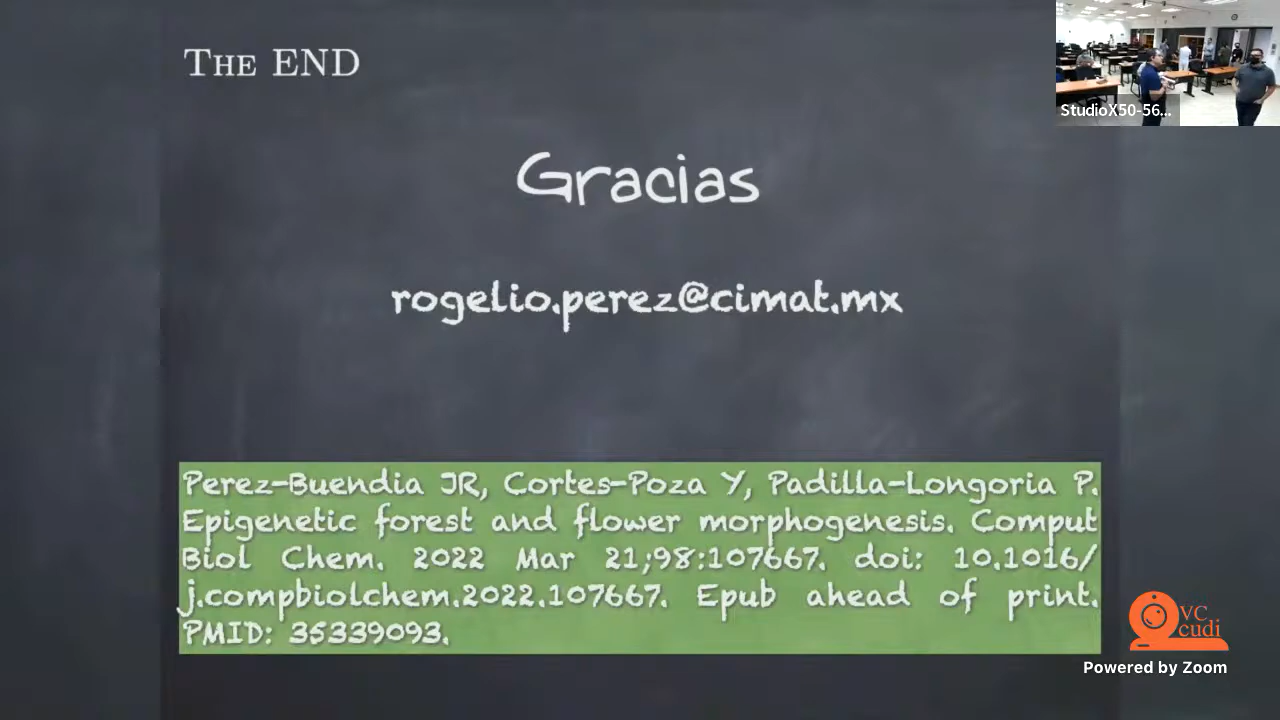 The END
StudioX50-56...
Gracias
rogelio.perez@cimat.mx
Perez-Buendia JR, Cortes-Poza Y, Padilla-Longoria P.
Epigenetic forest and flower morphogenesis. Comput
Biol Chem. 2022 Mar 21;98:107667. doi: 10.1016/
j.compbiolchem.2022.107667. Epub ahead of print.
PMID: 35339093.
VC
cudi
Powered by Zoom